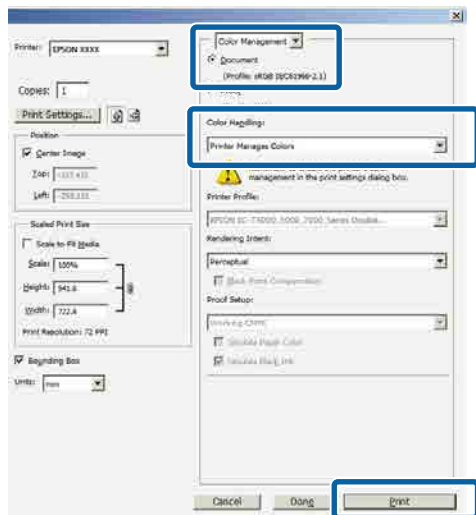 Printer: EPSON XXXX
Copies: 1
Print Settings...
Position
Center Image
Top:
Left:
Scaled Print Size
Scale to Fit Media
Scale: 100%
Height: 941.6
Width: 722.4
Print Resolution: 72 PPI
Bounding Box
Units: mm
Color Management
Document
(Profile: sRGB IEC61966-2.1)
Color Handling:
Printer Manages Colors
management in the print settings dialog box.
Printer Profile:
Rendering Intent:
Perceptual
Black Point Compensation
Proof Setup:
Working CMYK
Simulate Paper Color
Simulate Black Ink
Cancel
Done
Print